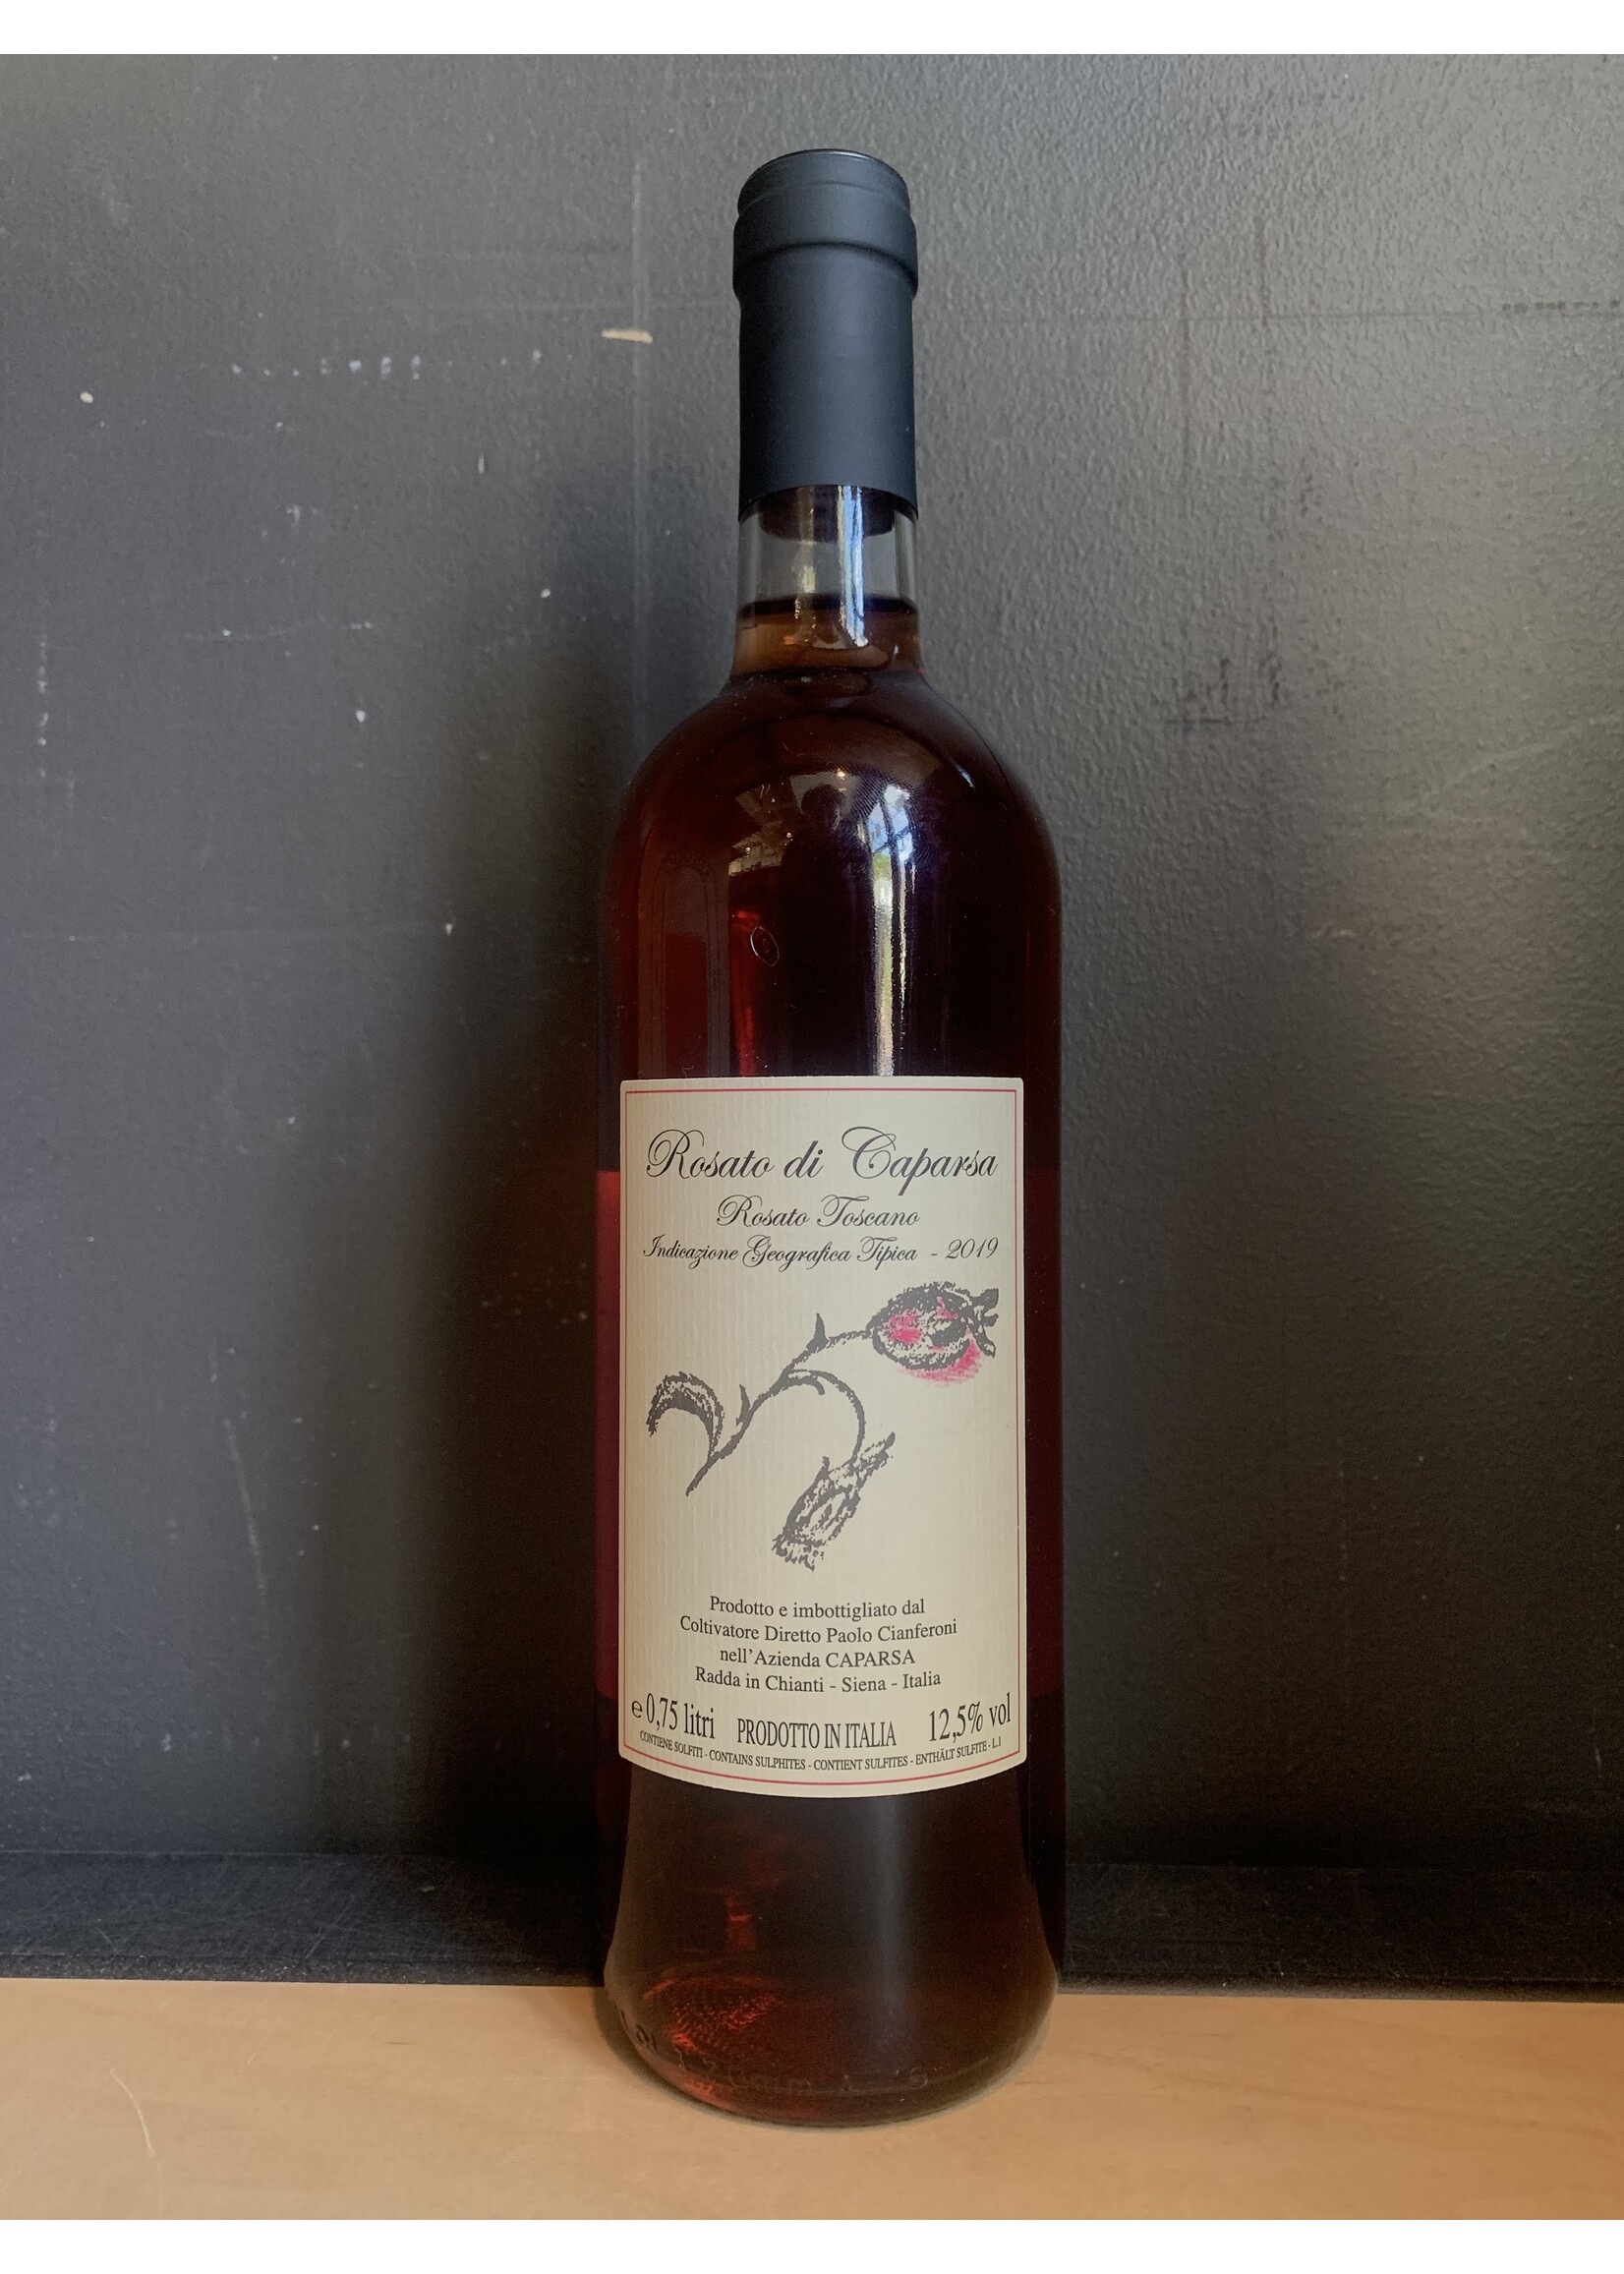 Rosato di Caparsa
Rosato Toscano
Indicazione Geografica Tipica - 2019
Prodotto e imbottigliato dal
Coltivatore Diretto Paolo Cianferoni
nell'Azienda CAPARSA
Radda in Chianti - Siena - Italia
e 0,75 litri PRODOTTO IN ITALIA 12,5% vol
CONTIENE SOLFITI - CONTAINS SULPHITES - CONTIENT SULFITES - ENTHÄLT SULFITE - L.1